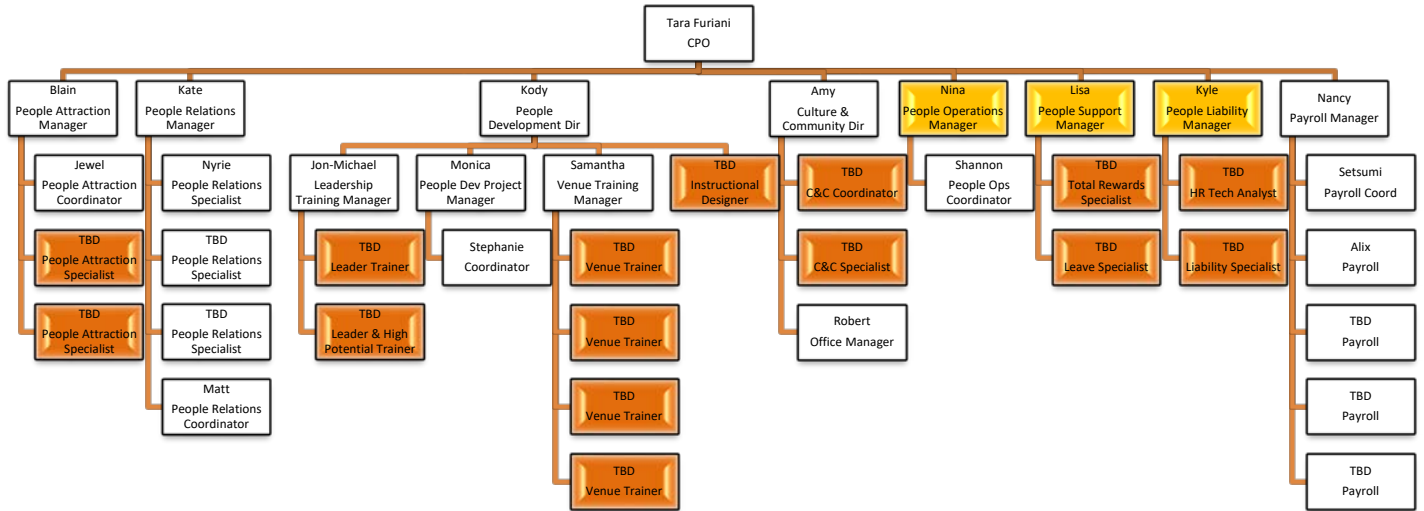 Tara Furiani
CPO
Blain
People Attraction
Manager
Kate
People Relations
Manager
Kody
People
Development Dir
Amy
Culture &
Community Dir
Nina
People Operations
Manager
Lisa
People Support
Manager
Kyle
People Liability
Manager
Nancy
Payroll Manager
Jewel
People Attraction
Coordinator
TBD
People Attraction
Specialist
TBD
People Attraction
Specialist
Nyrie
People Relations
Specialist
TBD
People Relations
Specialist
TBD
People Relations
Specialist
Matt
People Relations
Coordinator
Jon-Michael
Leadership
Training Manager
TBD
Leader Trainer
TBD
Leader & High
Potential Trainer
Monica
People Dev Project
Manager
Stephanie
Coordinator
Samantha
Venue Training
Manager
TBD
Venue Trainer
TBD
Venue Trainer
TBD
Venue Trainer
TBD
Venue Trainer
TBD
Instructional
Designer
TBD
C&C Coordinator
TBD
C&C Specialist
Robert
Office Manager
Shannon
People Ops
Coordinator
TBD
Total Rewards
Specialist
TBD
Leave Specialist
TBD
HR Tech Analyst
TBD
Liability Specialist
Setsumi
Payroll Coord
Alix
Payroll
TBD
Payroll
TBD
Payroll
TBD
Payroll